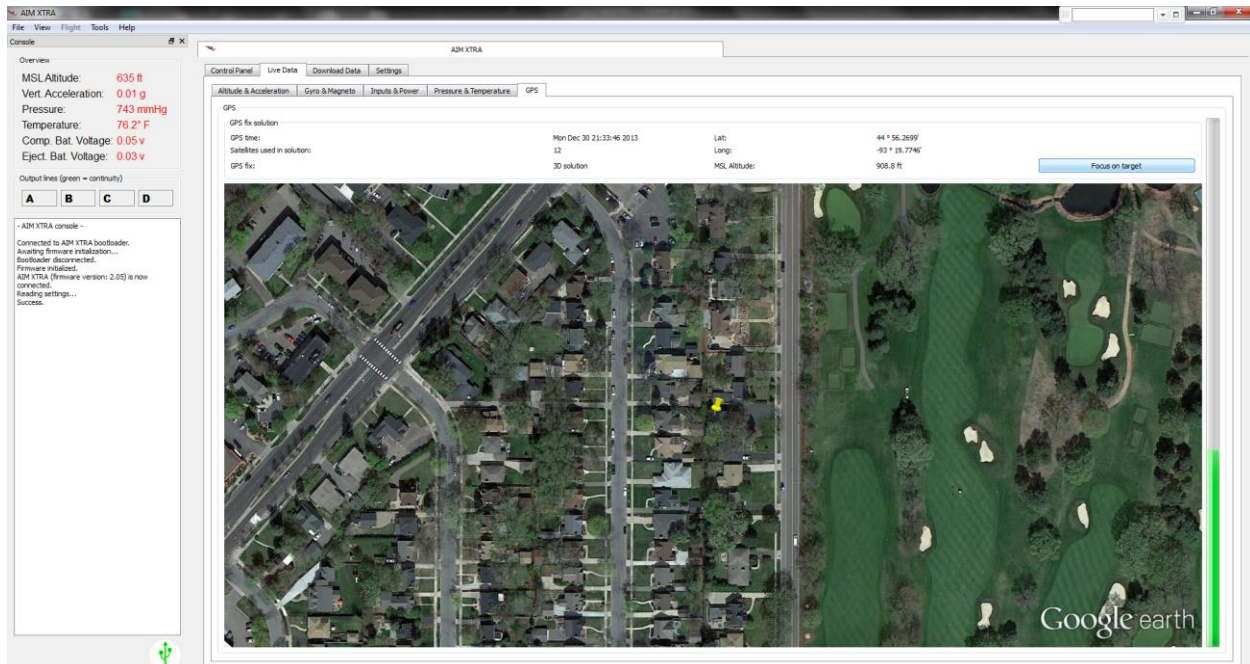 AIM XTRA
File View Flight Tools Help
Console
Overview
MSL Altitude: 635 ft
Vert. Acceleration: 0.01 g
Pressure: 743 mmHg
Temperature: 76.2° F
Comp. Bat. Voltage: 0.05 v
Eject. Bat. Voltage: 0.03 v
Output lines (green = continuity)
A B C D
- AIM XTRA console -
Connected to AIM XTRA bootloader.
Awaiting firmware initialization...
Bootloader disconnected.
Firmware initialized.
AIM XTRA (firmware version: 2.05) is now
connected.
Reading settings...
Success.
AIM XTRA
Control Panel Live Data Download Data Settings
Altitude & Acceleration Gyro & Magneto Inputs & Power Pressure & Temperature GPS
GPS
GPS fix solution
GPS time: Mon Dec 30 21:33:46 2013 Lat: 44 ° 56.2699'
Satellites used in solution: 12 Long: -93 ° 19.7746'
GPS fix: 3D solution MSL Altitude: 908.8 ft Focus on target
Google earth